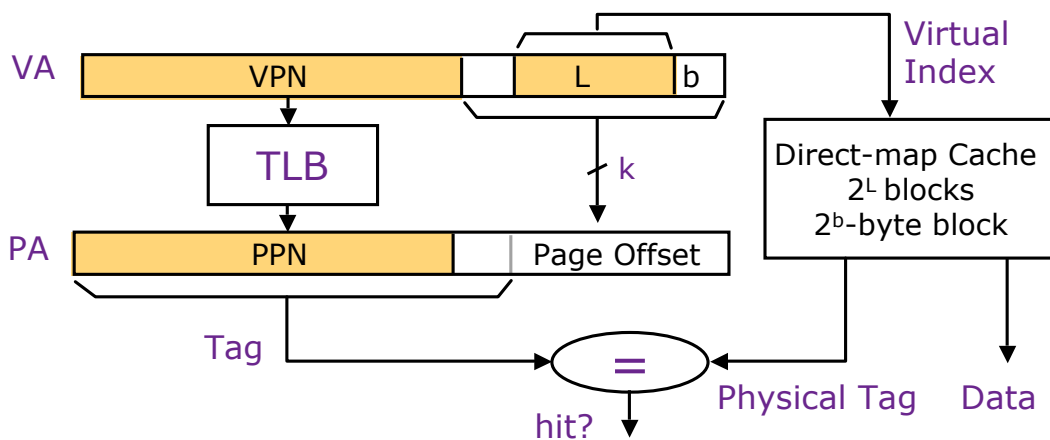 VA
VPN
L
b
Virtual
Index
TLB
k
Direct-map Cache
2ᴸ blocks
2ᵇ-byte block
PA
PPN
Page Offset
Tag
=
hit?
Physical Tag
Data